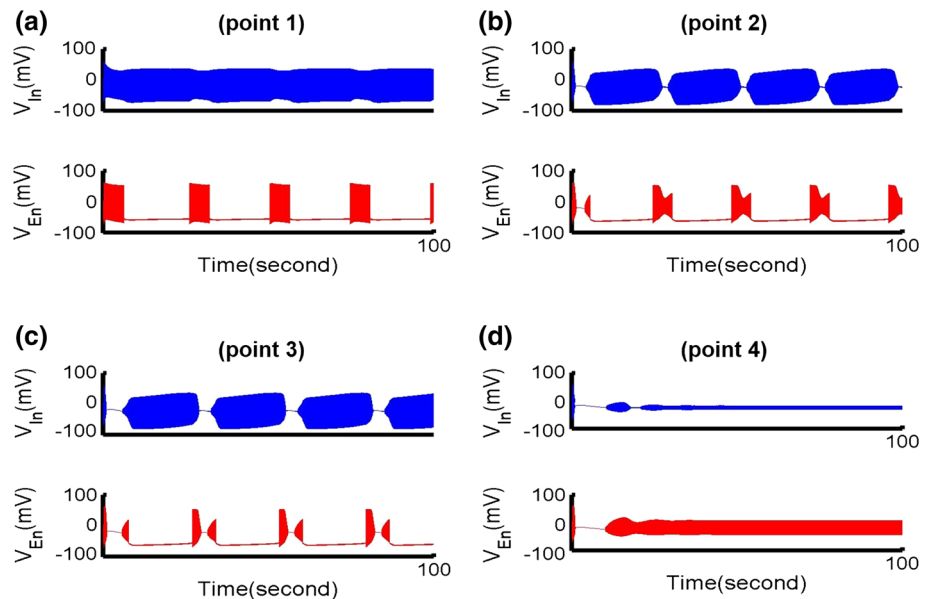 (a)
(point 1)
V_In(mV)
100
0
-100
V_En(mV)
100
0
-100
100
Time(second)
(b)
(point 2)
V_In(mV)
100
0
-100
V_En(mV)
100
0
-100
100
Time(second)
(c)
(point 3)
V_In(mV)
100
0
-100
V_En(mV)
100
0
-100
100
Time(second)
(d)
(point 4)
V_In(mV)
100
0
-100
100
V_En(mV)
100
0
-100
100
Time(second)